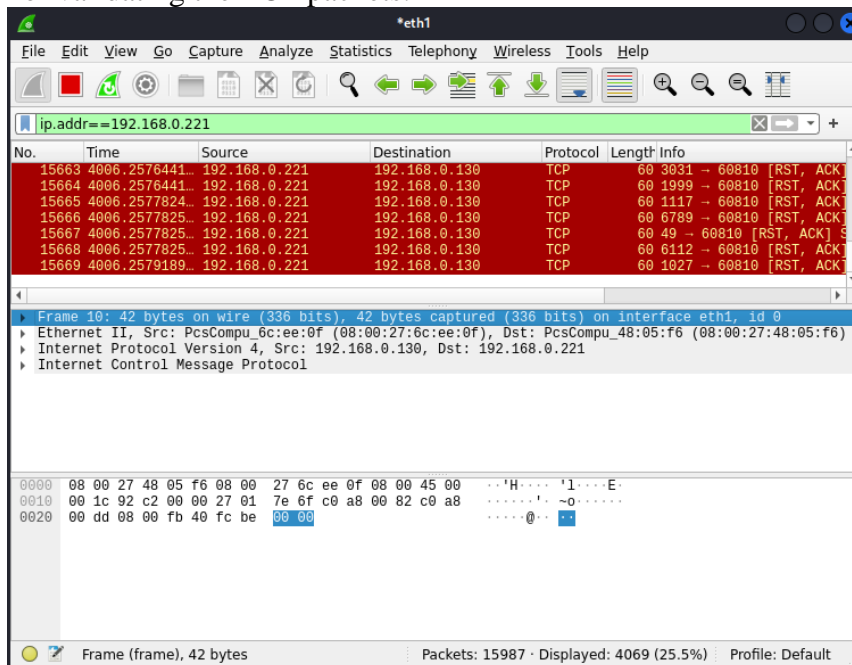 *eth1
File Edit View Go Capture Analyze Statistics Telephony Wireless Tools Help
ip.addr==192.168.0.221
No. Time Source Destination Protocol Length Info
15663 4006.2576441… 192.168.0.221 192.168.0.130 TCP 60 3031 → 60810 [RST, ACK]
15664 4006.2576441… 192.168.0.221 192.168.0.130 TCP 60 1999 → 60810 [RST, ACK]
15665 4006.2577824… 192.168.0.221 192.168.0.130 TCP 60 1117 → 60810 [RST, ACK]
15666 4006.2577825… 192.168.0.221 192.168.0.130 TCP 60 6789 → 60810 [RST, ACK]
15667 4006.2577825… 192.168.0.221 192.168.0.130 TCP 60 49 → 60810 [RST, ACK] S
15668 4006.2577825… 192.168.0.221 192.168.0.130 TCP 60 6112 → 60810 [RST, ACK]
15669 4006.2579189… 192.168.0.221 192.168.0.130 TCP 60 1027 → 60810 [RST, ACK]
Frame 10: 42 bytes on wire (336 bits), 42 bytes captured (336 bits) on interface eth1, id 0
Ethernet II, Src: PcsCompu_6c:ee:0f (08:00:27:6c:ee:0f), Dst: PcsCompu_48:05:f6 (08:00:27:48:05:f6)
Internet Protocol Version 4, Src: 192.168.0.130, Dst: 192.168.0.221
Internet Control Message Protocol
0000 08 00 27 48 05 f6 08 00 27 6c ee 0f 08 00 45 00 ··'H···· 'l····E·
0010 00 1c 92 c2 00 00 27 01 7e 6f c0 a8 00 82 c0 a8 ······'· ~o······
0020 00 dd 08 00 fb 40 fc be 00 00 ·····@·· ··
Frame (frame), 42 bytes Packets: 15987 · Displayed: 4069 (25.5%) Profile: Default